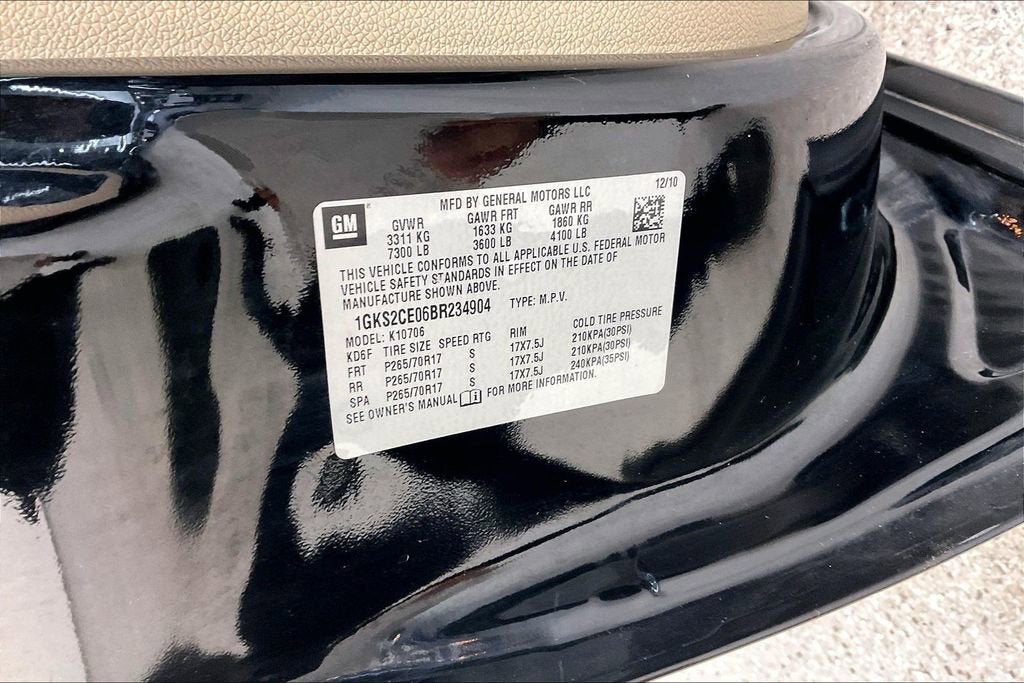 GM
MFD BY GENERAL MOTORS LLC 12/10
GVWR GAWR FRT GAWR RR
3311 KG 1633 KG 1860 KG
7300 LB 3600 LB 4100 LB
THIS VEHICLE CONFORMS TO ALL APPLICABLE U.S. FEDERAL MOTOR
VEHICLE SAFETY STANDARDS IN EFFECT ON THE DATE OF
MANUFACTURE SHOWN ABOVE.
1GKS2CE06BR234904 TYPE: M.P.V.
MODEL: K10706
KD6F TIRE SIZE SPEED RTG RIM COLD TIRE PRESSURE
FRT P265/70R17 S 17X7.5J 210KPA(30PSI)
RR P265/70R17 S 17X7.5J 210KPA(30PSI)
SPA P265/70R17 S 17X7.5J 240KPA(35PSI)
SEE OWNER'S MANUAL i FOR MORE INFORMATION.